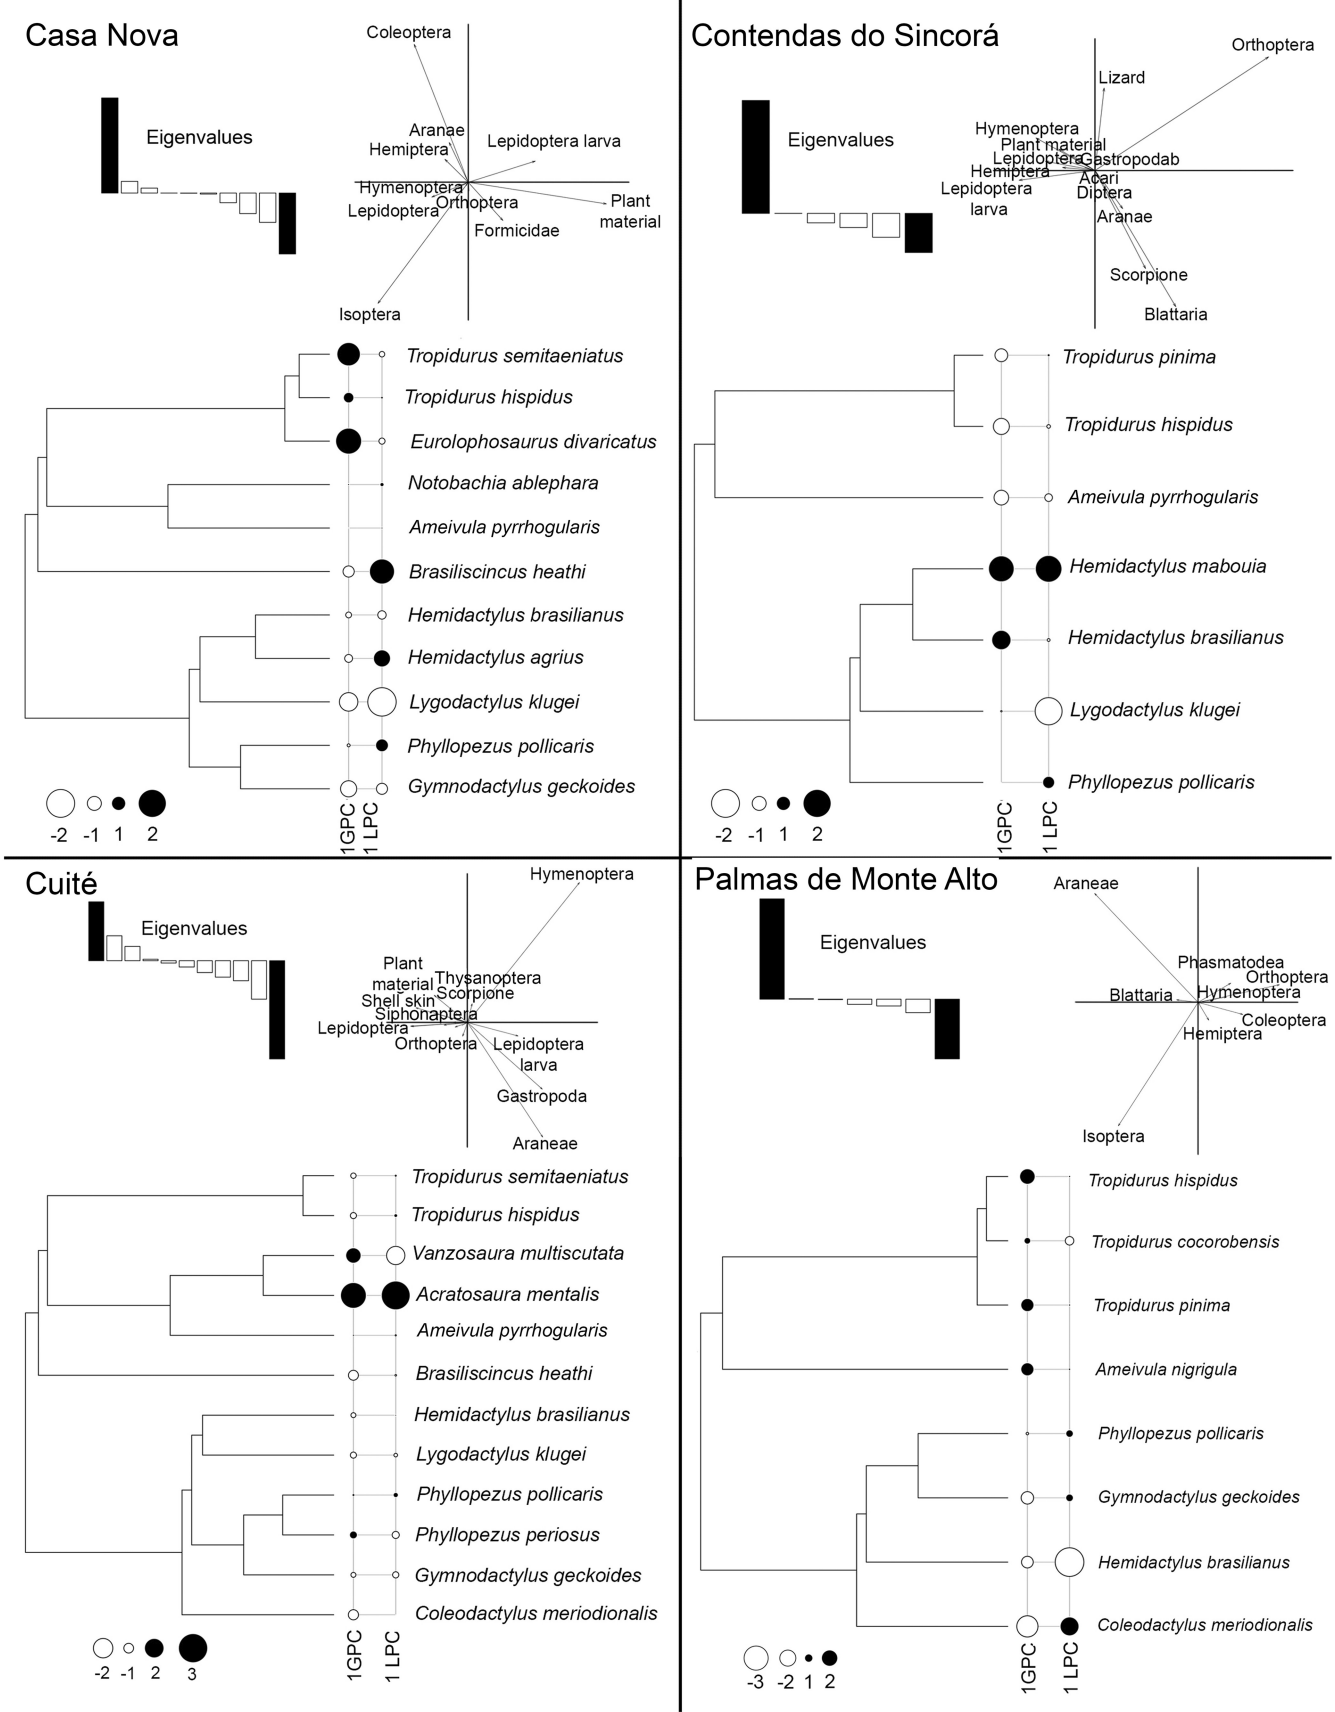 Casa Nova
Eigenvalues
Coleoptera
Aranae
Hemiptera
Lepidoptera larva
Hymenoptera
Lepidoptera
Orthoptera
Plant
material
Formicidae
Isoptera
Tropidurus semitaeniatus
Tropidurus hispidus
Eurolophosaurus divaricatus
Notobachia ablephara
Ameivula pyrrhogularis
Brasiliscincus heathi
Hemidactylus brasilianus
Hemidactylus agrius
Lygodactylus klugei
Phyllopezus pollicaris
Gymnodactylus geckoides
-2 -1 1 2
1GPC
1 LPC
Contendas do Sincorá
Eigenvalues
Orthoptera
Lizard
Hymenoptera
Plant material
Lepidoptera
Gastropodab
Hemiptera
Acari
Lepidoptera
larva
Diptera
Aranae
Scorpione
Blattaria
Tropidurus pinima
Tropidurus hispidus
Ameivula pyrrhogularis
Hemidactylus mabouia
Hemidactylus brasilianus
Lygodactylus klugei
Phyllopezus pollicaris
-2 -1 1 2
1GPC
1 LPC
Cuité
Eigenvalues
Hymenoptera
Plant
material
Thysanoptera
Scorpione
Shell skin
Siphonaptera
Lepidoptera
Orthoptera
Lepidoptera
larva
Gastropoda
Araneae
Tropidurus semitaeniatus
Tropidurus hispidus
Vanzosaura multiscutata
Acratosaura mentalis
Ameivula pyrrhogularis
Brasiliscincus heathi
Hemidactylus brasilianus
Lygodactylus klugei
Phyllopezus pollicaris
Phyllopezus periosus
Gymnodactylus geckoides
Coleodactylus meriodionalis
-2 -1 2 3
1GPC
1 LPC
Palmas de Monte Alto
Eigenvalues
Araneae
Phasmatodea
Orthoptera
Blattaria
Hymenoptera
Coleoptera
Hemiptera
Isoptera
Tropidurus hispidus
Tropidurus cocorobensis
Tropidurus pinima
Ameivula nigrigula
Phyllopezus pollicaris
Gymnodactylus geckoides
Hemidactylus brasilianus
Coleodactylus meriodionalis
-3 -2 1 2
1GPC
1 LPC